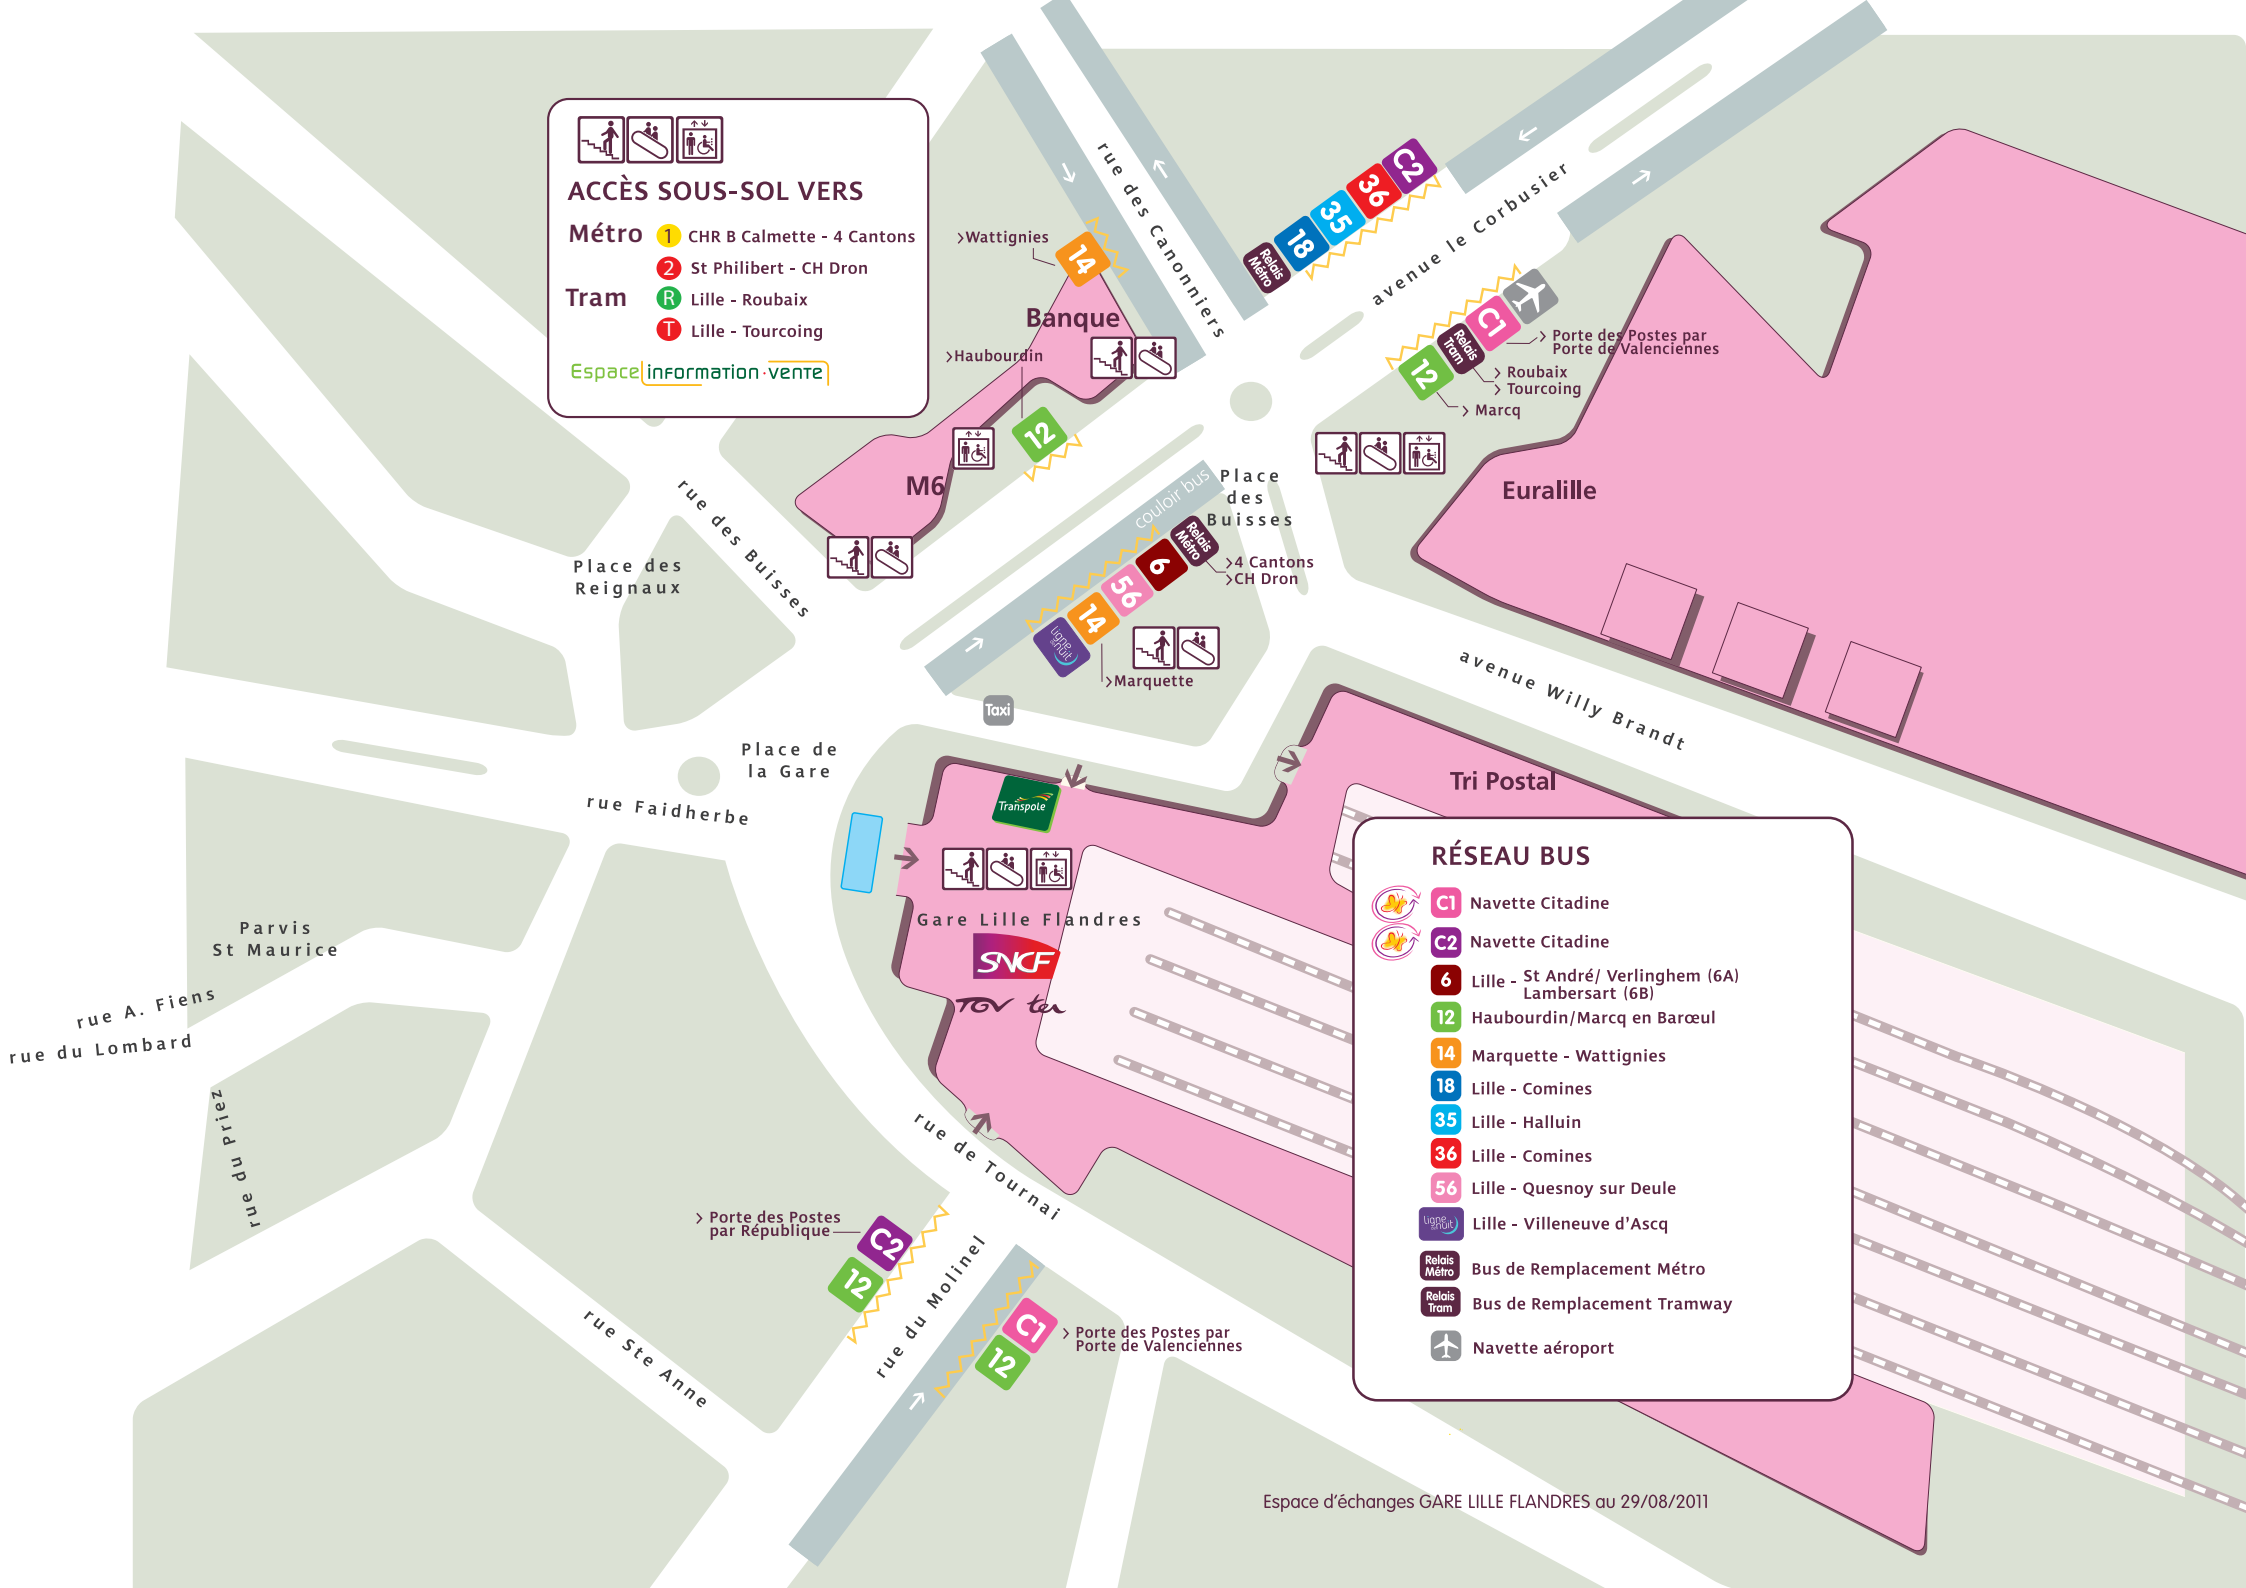 ACCÈS SOUS-SOL VERS
Métro 1 CHR B Calmette - 4 Cantons
2 St Philibert - CH Dron
Tram R Lille - Roubaix
T Lille - Tourcoing
Espace information·vente
rue des Canonniers
>Wattignies
14
Banque
>Haubourdin
12
M6
Relais Métro
18
35
36
C2
avenue le Corbusier
C1
> Porte des Postes par
Porte de Valenciennes
Relais Tram
> Roubaix
> Tourcoing
12
> Marcq
Euralille
couloir bus
Place
des
Buisses
Relais Métro
>4 Cantons
>CH Dron
6
56
14
ligne de nuit
>Marquette
Taxi
rue des Buisses
Place des
Reignaux
Place de
la Gare
rue Faidherbe
avenue Willy Brandt
Tri Postal
Transpole
Gare Lille Flandres
SNCF
TGV ter
Parvis
St Maurice
rue A. Fiens
rue du Lombard
rue du Priez
rue de Tournai
> Porte des Postes
par République
C2
12
rue du Molinel
rue Ste Anne
C1
12
> Porte des Postes par
Porte de Valenciennes
RÉSEAU BUS
C1 Navette Citadine
C2 Navette Citadine
6 Lille - St André/ Verlinghem (6A)
Lambersart (6B)
12 Haubourdin/Marcq en Barœul
14 Marquette - Wattignies
18 Lille - Comines
35 Lille - Halluin
36 Lille - Comines
56 Lille - Quesnoy sur Deule
ligne de nuit Lille - Villeneuve d'Ascq
Relais Métro Bus de Remplacement Métro
Relais Tram Bus de Remplacement Tramway
Navette aéroport
Espace d'échanges GARE LILLE FLANDRES au 29/08/2011